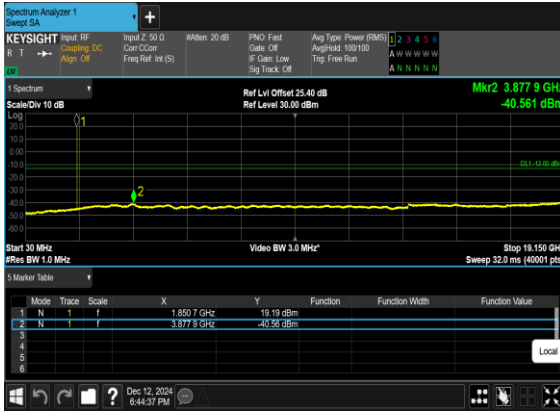 Spectrum Analyzer 1
Swept SA
+
KEYSIGHT
R T
LXI
Input: RF
Coupling: DC
Align: Off
Input Z: 50 Ω
Corr CCorr
Freq Ref: Int (S)
#Atten: 20 dB
PNO: Fast
Gate: Off
IF Gain: Low
Sig Track: Off
Avg Type: Power (RMS)
Avg|Hold: 100/100
Trig: Free Run
1 2 3 4 5 6
A W W W W W
A N N N N N
1 Spectrum
Scale/Div 10 dB
Ref Lvl Offset 25.40 dB
Ref Level 30.00 dBm
Mkr2 3.877 9 GHz
-40.561 dBm
Log
20.0
10.0
0.00
-10.0
-20.0
-30.0
-40.0
-50.0
-60.0
1
2
DL1 -13.00 dBm
Start 30 MHz
#Res BW 1.0 MHz
Video BW 3.0 MHz*
Stop 19.150 GH
Sweep 32.0 ms (40001 pts
5 Marker Table
Mode Trace Scale X Y Function Function Width Function Value
1 N 1 f 1.850 7 GHz 19.19 dBm
2 N 1 f 3.877 9 GHz -40.56 dBm
3
4
5
6
Local
?
Dec 12, 2024
6:44:37 PM